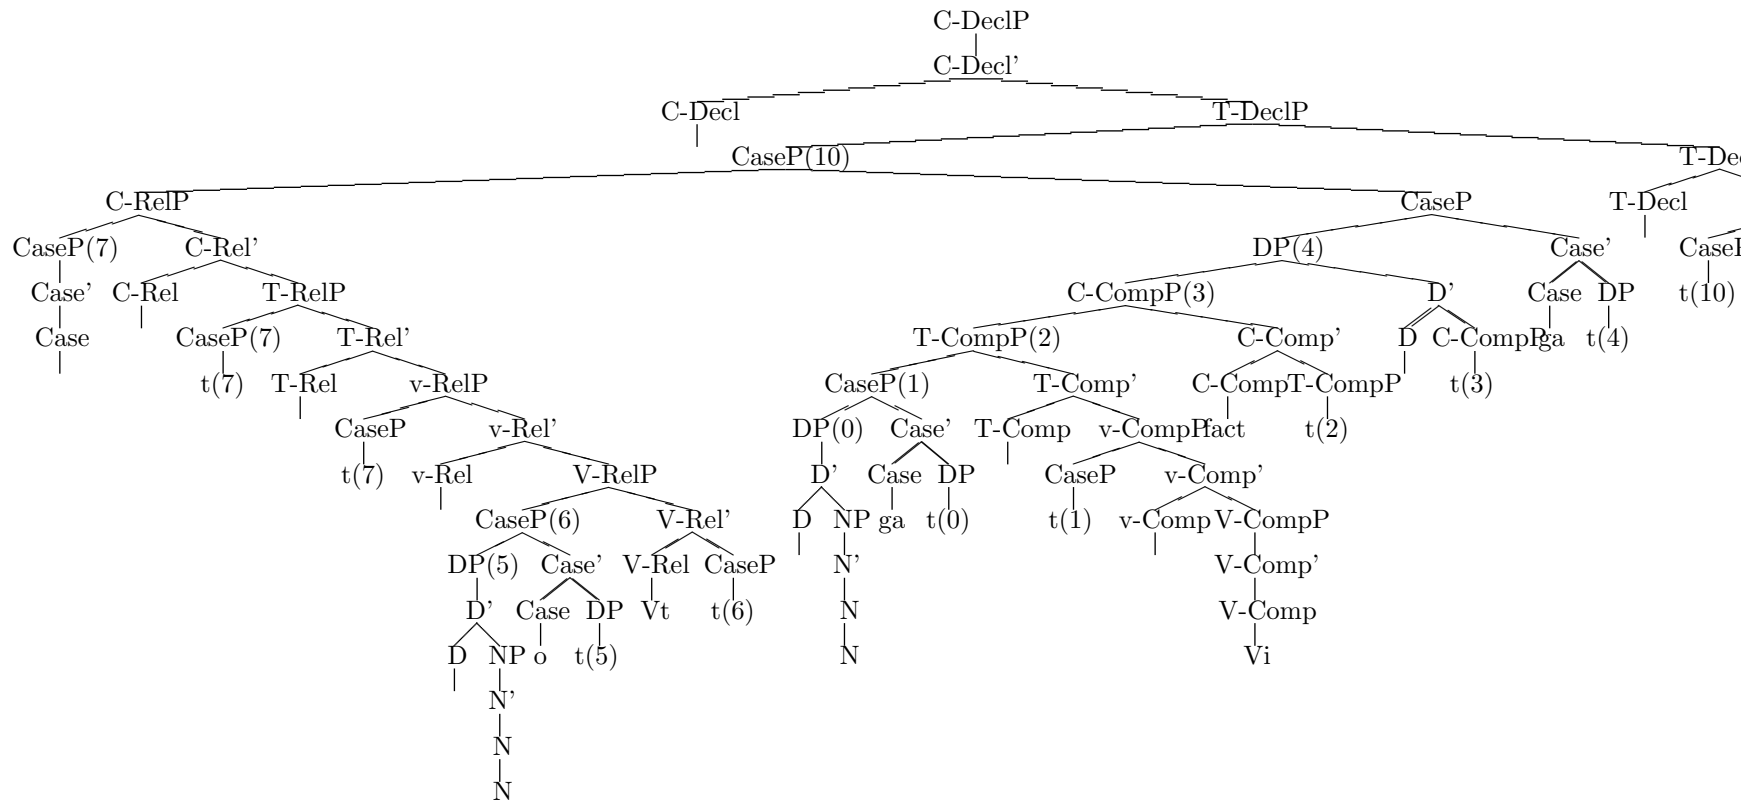 C-DeclP
C-Decl'
C-Decl T-DeclP
CaseP(10) T-Dec
C-RelP CaseP T-Decl
CaseP(7) C-Rel' DP(4) Case' CaseP
Case' C-Rel T-RelP C-CompP(3) D' Case DP t(10)
Case CaseP(7) T-Rel' T-CompP(2) C-Comp' D C-CompP ga t(4)
t(7) T-Rel v-RelP CaseP(1) T-Comp' C-Comp T-CompP t(3)
CaseP v-Rel' DP(0) Case' T-Comp v-CompP fact t(2)
t(7) v-Rel V-RelP D' Case DP CaseP v-Comp'
CaseP(6) V-Rel' D NP ga t(0) t(1) v-Comp V-CompP
DP(5) Case' V-Rel CaseP N' V-Comp'
D' Case DP Vt t(6) N V-Comp
D NP o t(5) N Vi
N'
N
N